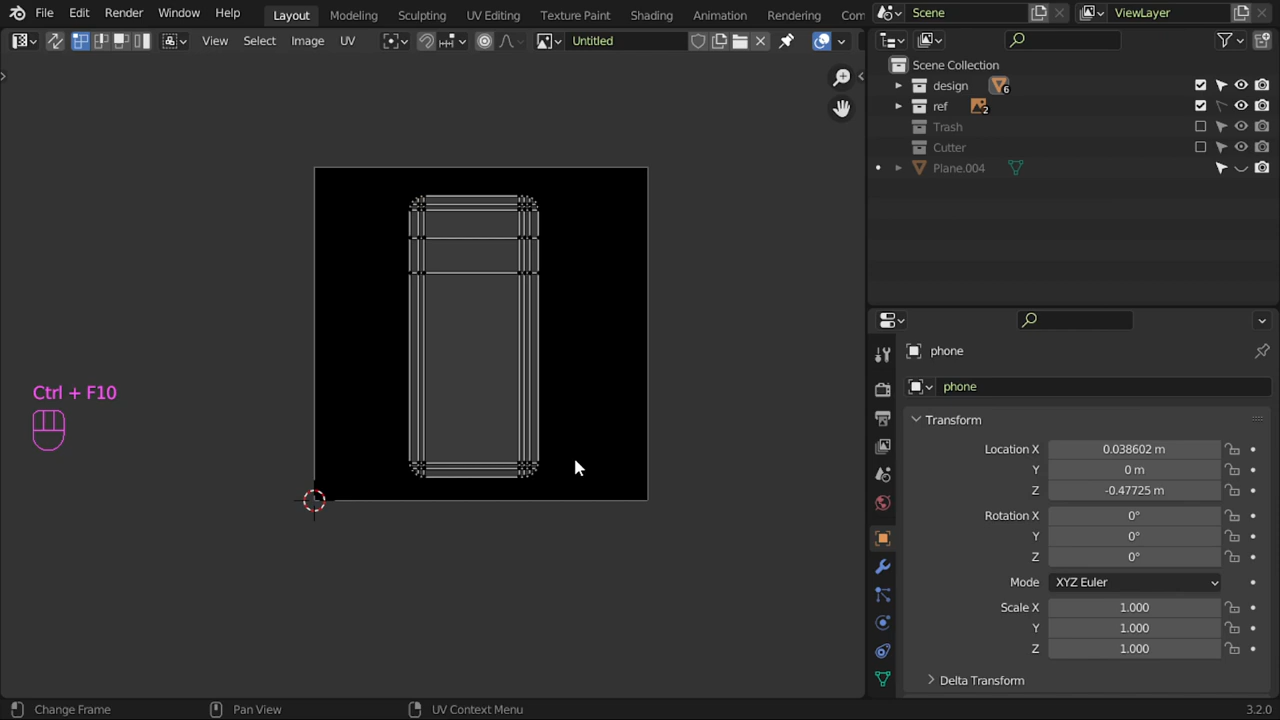 File Edit Render Window Help Layout Modeling Sculpting UV Editing Texture Paint Shading Animation Rendering Com Scene ViewLayer
View Select Image UV Untitled
Scene Collection
design 6
ref 2
Trash
Cutter
Plane.004
phone
phone
Transform
Location X 0.038602 m
Y 0 m
Z -0.47725 m
Rotation X 0°
Y 0°
Z 0°
Mode XYZ Euler
Scale X 1.000
Y 1.000
Z 1.000
Delta Transform
Ctrl + F10
Change Frame Pan View UV Context Menu 3.2.0